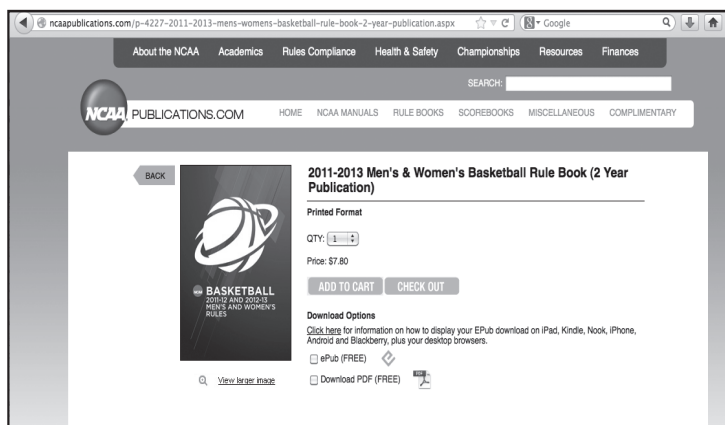 ncaapublications.com/p-4227-2011-2013-mens-womens-basketball-rule-book-2-year-publication.aspx
Google
About the NCAA Academics Rules Compliance Health & Safety Championships Resources Finances
SEARCH:
NCAA PUBLICATIONS.COM
HOME NCAA MANUALS RULE BOOKS SCOREBOOKS MISCELLANEOUS COMPLIMENTARY
BACK
2011-2013 Men's & Women's Basketball Rule Book (2 Year
Publication)
Printed Format
QTY: 1
Price: $7.80
ADD TO CART CHECK OUT
BASKETBALL
2011-12 AND 2012-13
MEN'S AND WOMEN'S
RULES
Download Options
Click here for information on how to display your EPub download on iPad, Kindle, Nook, iPhone,
Android and Blackberry, plus your desktop browsers.
ePub (FREE)
Download PDF (FREE)
View larger image